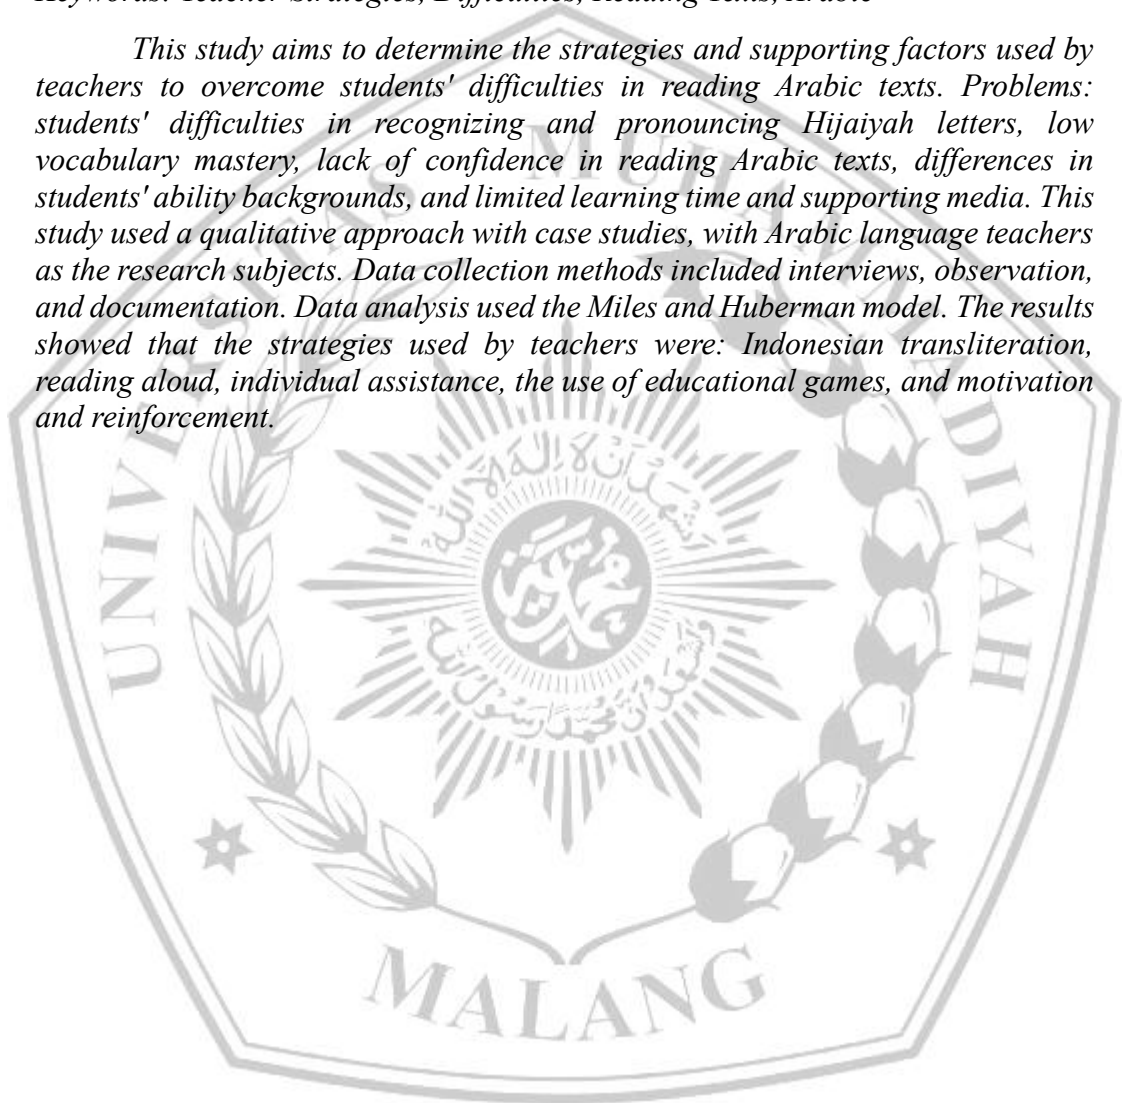 Keywords: Teacher Strategies, Difficulties, Reading Texts, Arabic
This study aims to determine the strategies and supporting factors used by
teachers to overcome students' difficulties in reading Arabic texts. Problems:
students' difficulties in recognizing and pronouncing Hijaiyah letters, low
vocabulary mastery, lack of confidence in reading Arabic texts, differences in
students' ability backgrounds, and limited learning time and supporting media. This
study used a qualitative approach with case studies, with Arabic language teachers
as the research subjects. Data collection methods included interviews, observation,
and documentation. Data analysis used the Miles and Huberman model. The results
showed that the strategies used by teachers were: Indonesian transliteration,
reading aloud, individual assistance, the use of educational games, and motivation
and reinforcement.
UNIVERSITAS MUHAMMADIYAH
MALANG